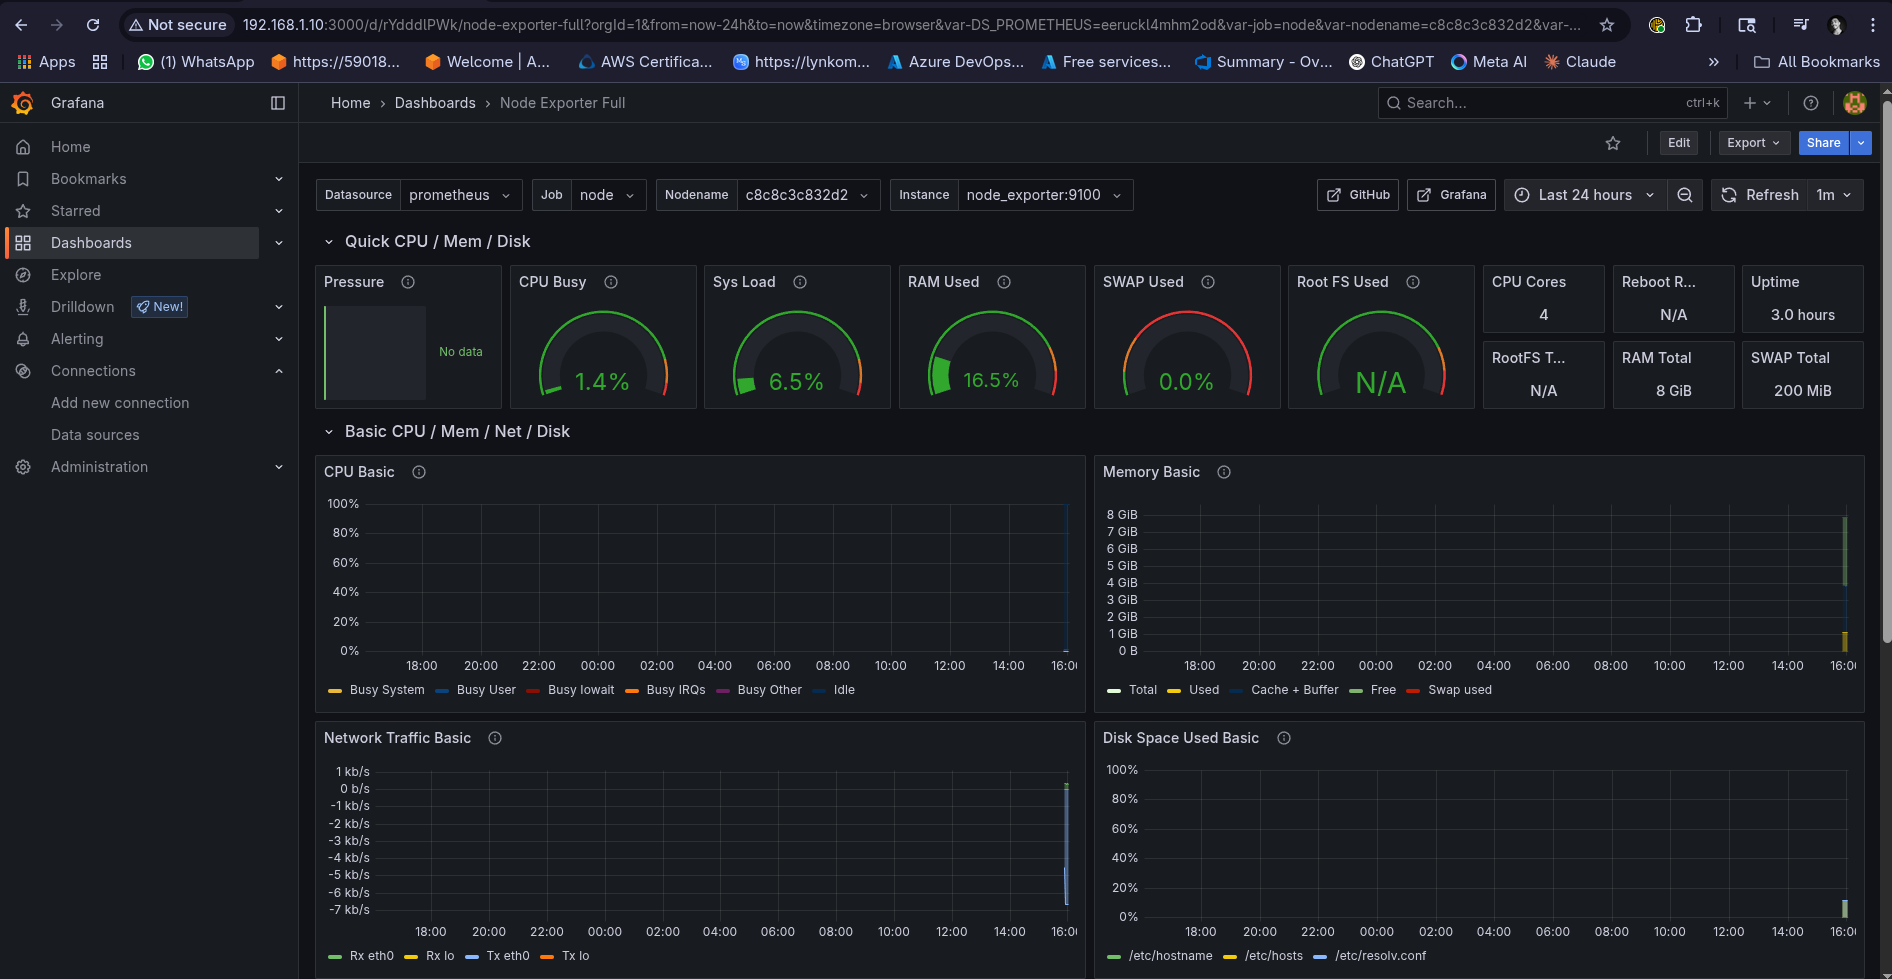 Not secure 192.168.1.10:3000/d/rYdddlPWk/node-exporter-full?orgId=1&from=now-24h&to=now&timezone=browser&var-DS_PROMETHEUS=eeruckl4mhm2od&var-job=node&var-nodename=c8c8c3c832d2&var-...
Apps (1) WhatsApp https://59018... Welcome | A... AWS Certifica... https://lynkom... Azure DevOps... Free services... Summary - Ov... ChatGPT Meta AI Claude » All Bookmarks
Grafana
Home › Dashboards › Node Exporter Full
Search... ctrl+k
Edit Export Share
Home
Bookmarks
Starred
Dashboards
Explore
Drilldown New!
Alerting
Connections
Add new connection
Data sources
Administration
Datasource prometheus Job node Nodename c8c8c3c832d2 Instance node_exporter:9100 GitHub Grafana Last 24 hours Refresh 1m
Quick CPU / Mem / Disk
Pressure
No data
CPU Busy
1.4%
Sys Load
6.5%
RAM Used
16.5%
SWAP Used
0.0%
Root FS Used
N/A
CPU Cores
4
Reboot R...
N/A
Uptime
3.0 hours
RootFS T...
N/A
RAM Total
8 GiB
SWAP Total
200 MiB
Basic CPU / Mem / Net / Disk
CPU Basic
100%
80%
60%
40%
20%
0%
18:00 20:00 22:00 00:00 02:00 04:00 06:00 08:00 10:00 12:00 14:00 16:00
Busy System Busy User Busy Iowait Busy IRQs Busy Other Idle
Memory Basic
8 GiB
7 GiB
6 GiB
5 GiB
4 GiB
3 GiB
2 GiB
1 GiB
0 B
18:00 20:00 22:00 00:00 02:00 04:00 06:00 08:00 10:00 12:00 14:00 16:00
Total Used Cache + Buffer Free Swap used
Network Traffic Basic
1 kb/s
0 b/s
-1 kb/s
-2 kb/s
-3 kb/s
-4 kb/s
-5 kb/s
-6 kb/s
-7 kb/s
18:00 20:00 22:00 00:00 02:00 04:00 06:00 08:00 10:00 12:00 14:00 16:00
Rx eth0 Rx lo Tx eth0 Tx lo
Disk Space Used Basic
100%
80%
60%
40%
20%
0%
18:00 20:00 22:00 00:00 02:00 04:00 06:00 08:00 10:00 12:00 14:00 16:00
/etc/hostname /etc/hosts /etc/resolv.conf